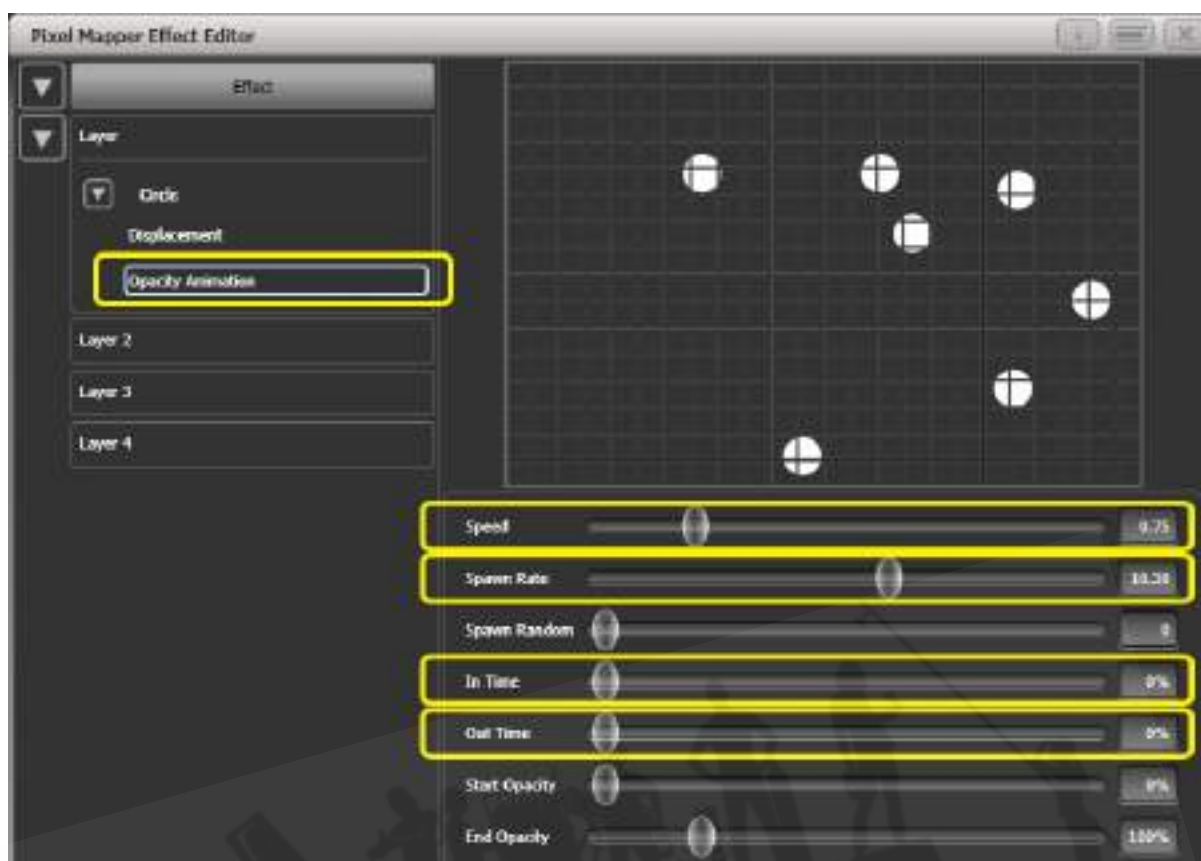 Pixel Mapper Effect Editor
Effect
Layer
Circle
Displacement
Opacity Animation
Layer 2
Layer 3
Layer 4
Speed 0.75
Spawn Rate
Spawn Random 0
In Time 0%
Out Time 0%
Start Opacity 0%
End Opacity 100%